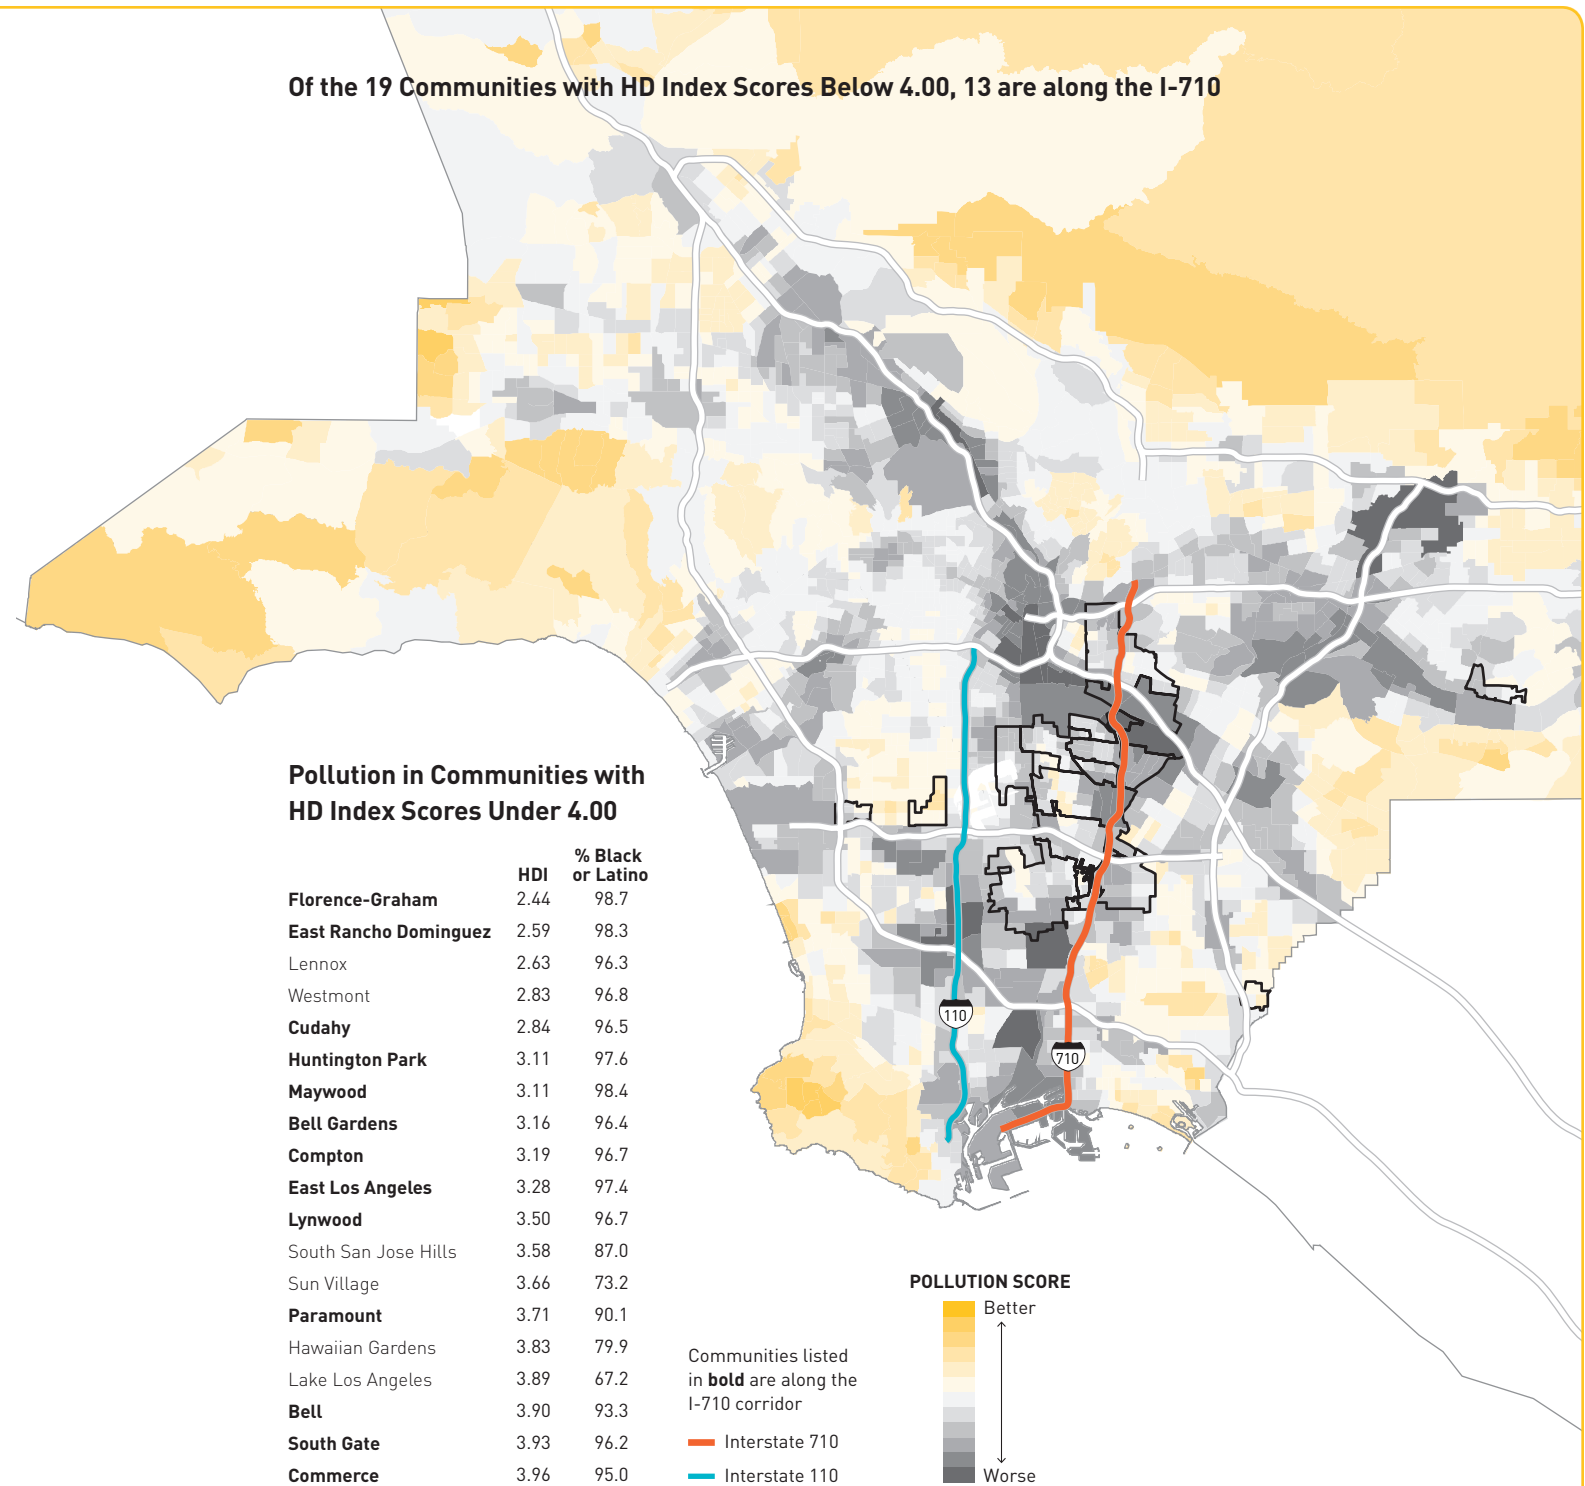 Of the 19 Communities with HD Index Scores Below 4.00, 13 are along the I-710
Pollution in Communities with
HD Index Scores Under 4.00
% Black
HDI or Latino
Florence-Graham 2.44 98.7
East Rancho Dominguez 2.59 98.3
Lennox 2.63 96.3
Westmont 2.83 96.8
Cudahy 2.84 96.5
Huntington Park 3.11 97.6
Maywood 3.11 98.4
Bell Gardens 3.16 96.4
Compton 3.19 96.7
East Los Angeles 3.28 97.4
Lynwood 3.50 96.7
South San Jose Hills 3.58 87.0
Sun Village 3.66 73.2
Paramount 3.71 90.1
Hawaiian Gardens 3.83 79.9
Lake Los Angeles 3.89 67.2
Bell 3.90 93.3
South Gate 3.93 96.2
Commerce 3.96 95.0
110
710
Communities listed
in bold are along the
I-710 corridor
Interstate 710
Interstate 110
POLLUTION SCORE
Better
Worse